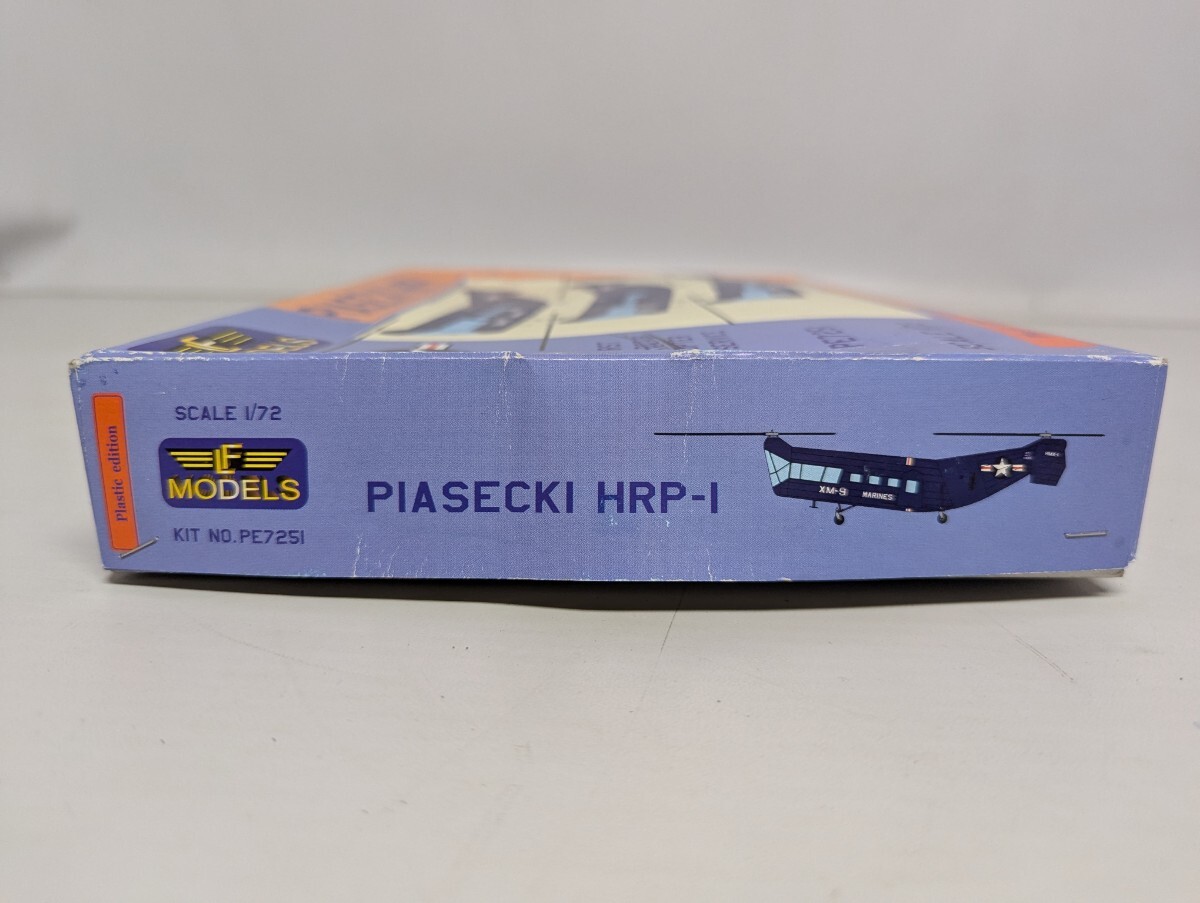 Plastic edition
SCALE 1/72
LF
MODELS
KIT NO.PE7251
PIASECKI HRP-1
XM-9
MARINES